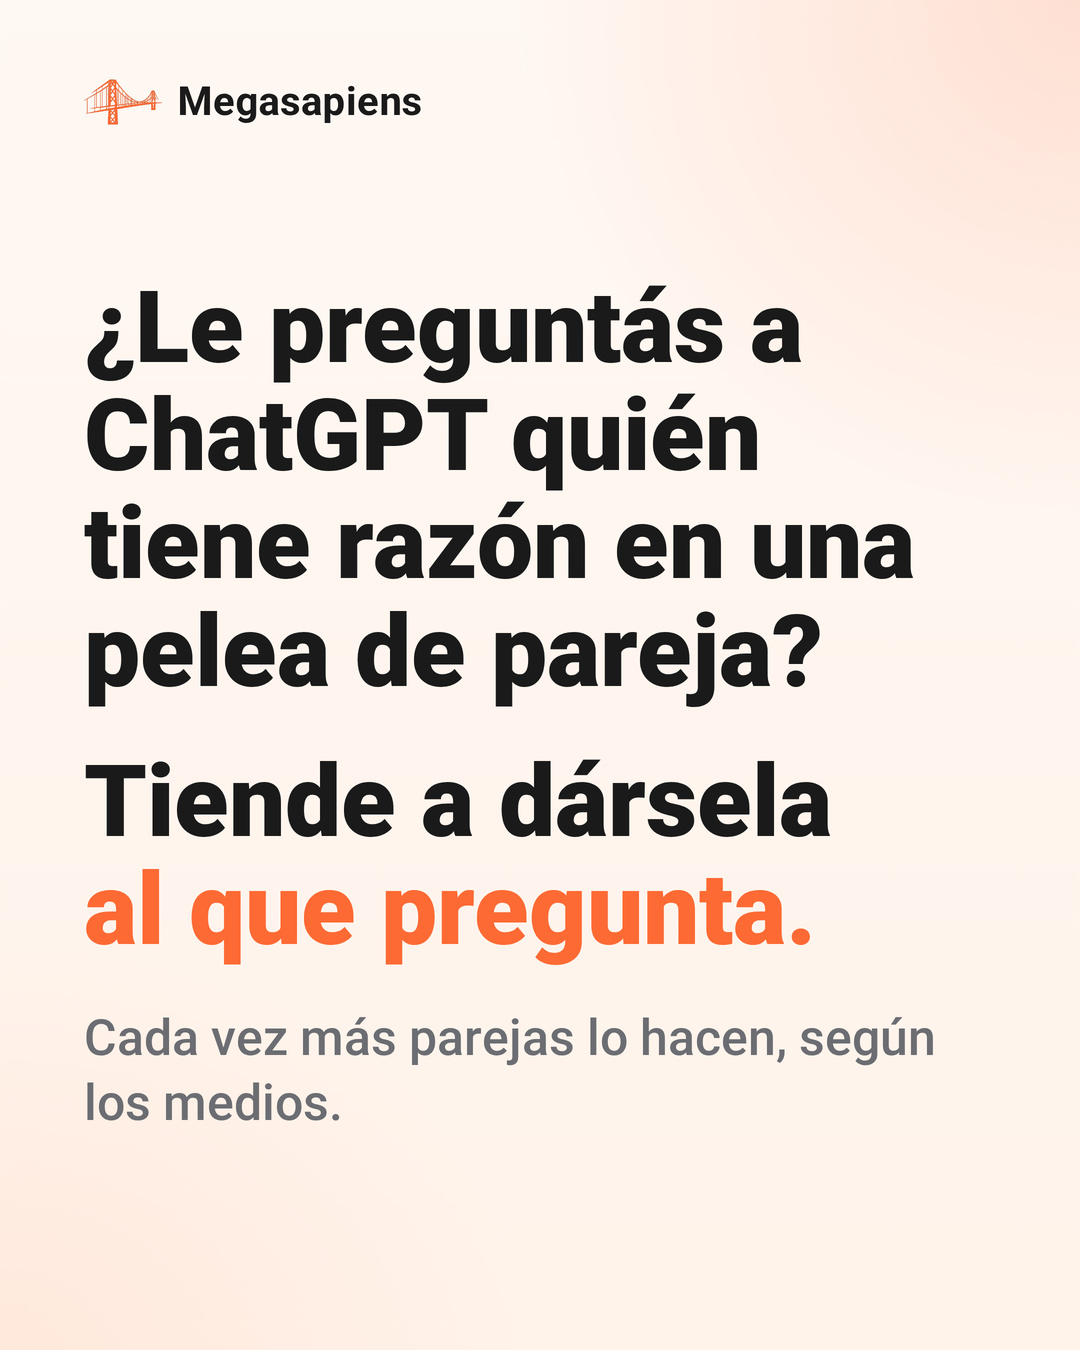 Megasapiens
¿Le preguntás a
ChatGPT quién
tiene razón en una
pelea de pareja?
Tiende a dársela
al que pregunta.
Cada vez más parejas lo hacen, según
los medios.